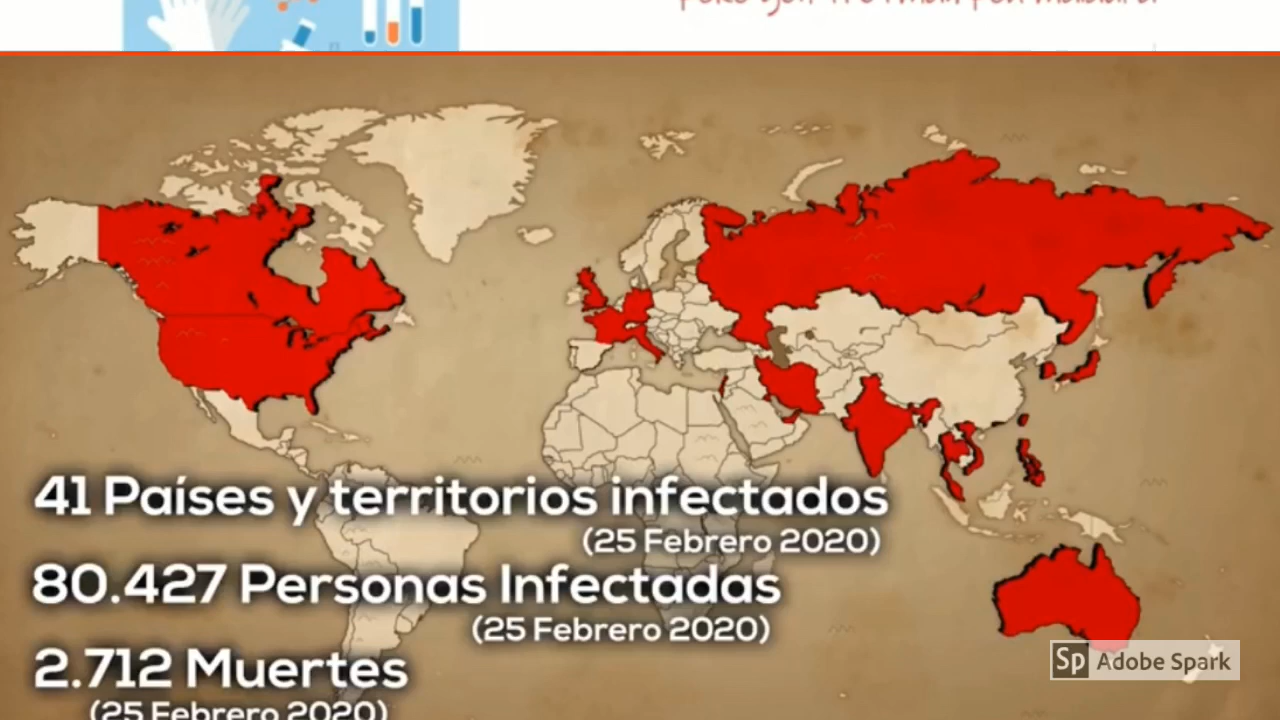 41 Países y territorios infectados
(25 Febrero 2020)
80.427 Personas Infectadas
(25 Febrero 2020)
2.712 Muertes
(25 Febrero 2020)
Sp Adobe Spark